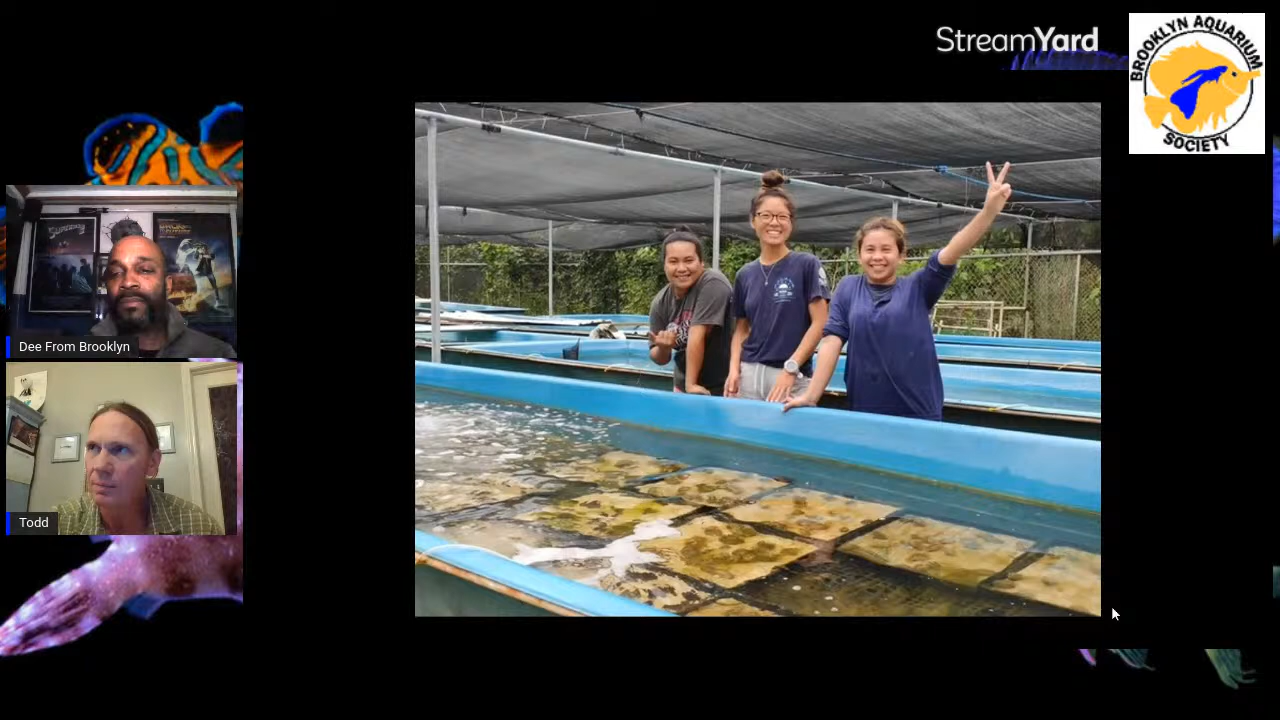 StreamYard
BROOKLYN AQUARIUM
SOCIETY
Dee From Brooklyn
Todd